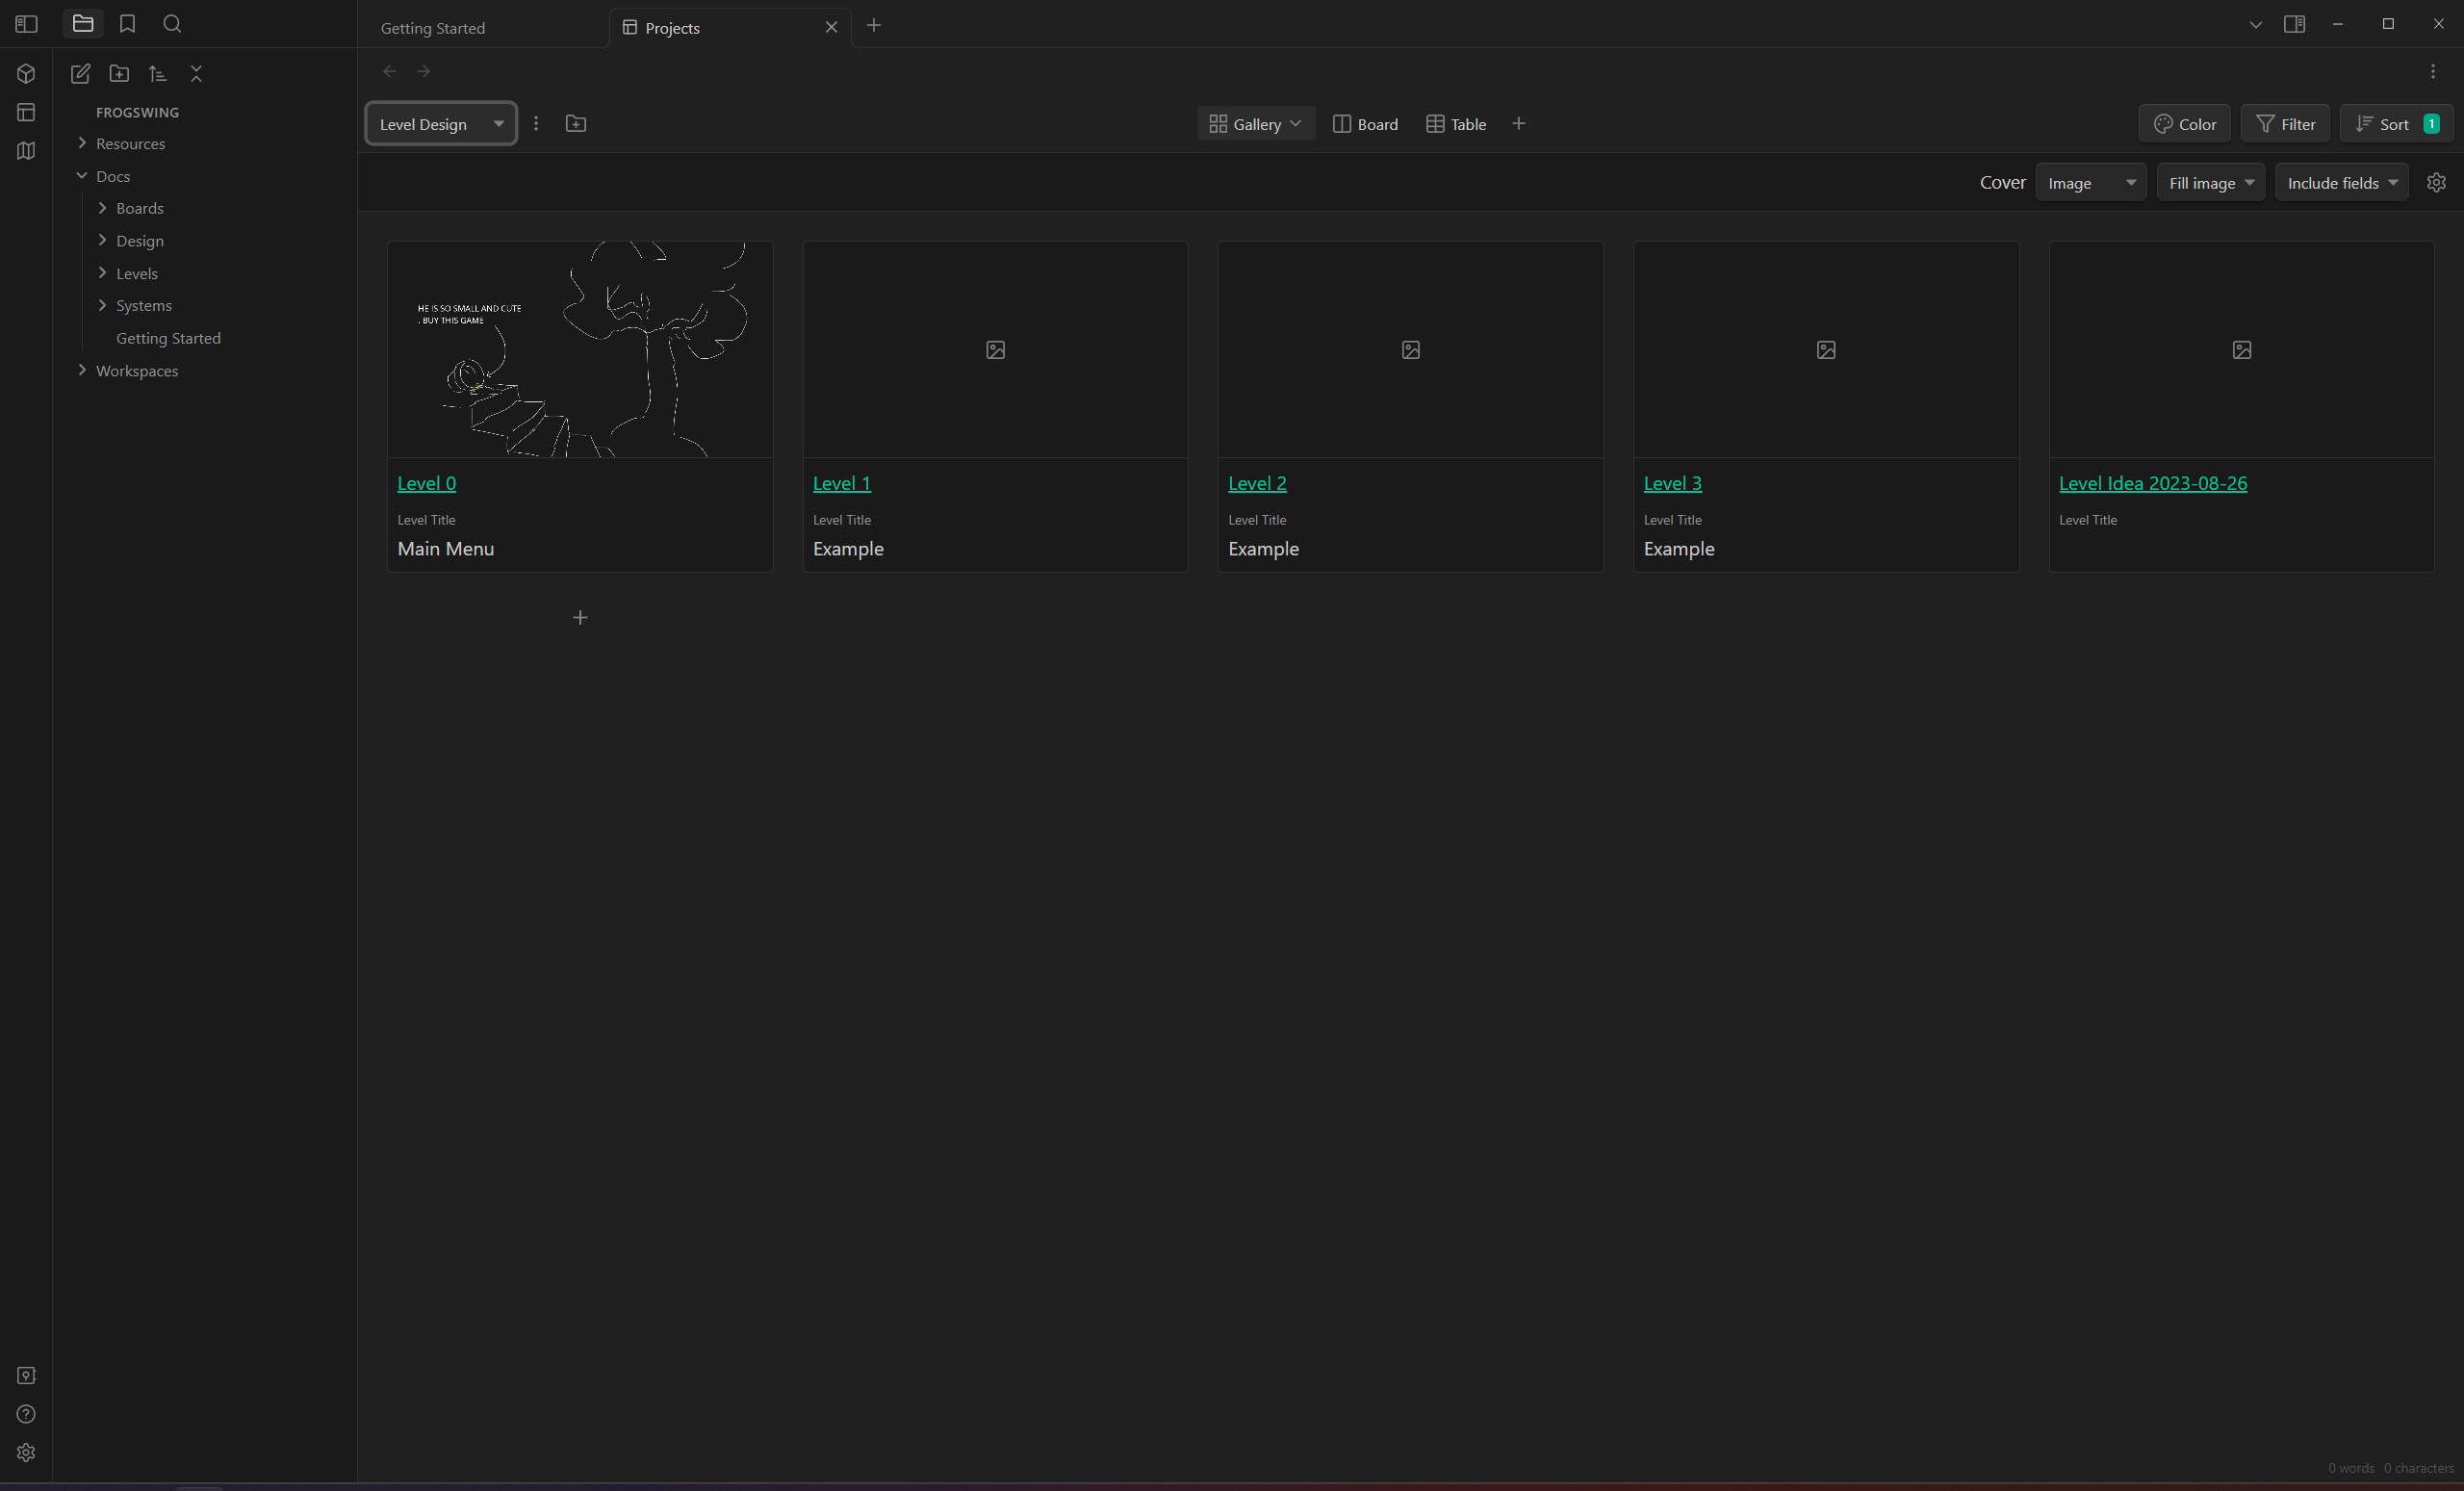 Getting Started
Projects
FROGSWING
Resources
Docs
Boards
Design
Levels
Systems
Getting Started
Workspaces
Level Design
Gallery
Board
Table
Color
Filter
Sort
1
Cover
Image
Fill image
Include fields
HE IS SO SMALL AND CUTE
. BUY THIS GAME
Level 0
Level Title
Main Menu
Level 1
Level Title
Example
Level 2
Level Title
Example
Level 3
Level Title
Example
Level Idea 2023-08-26
Level Title
0 words 0 characters